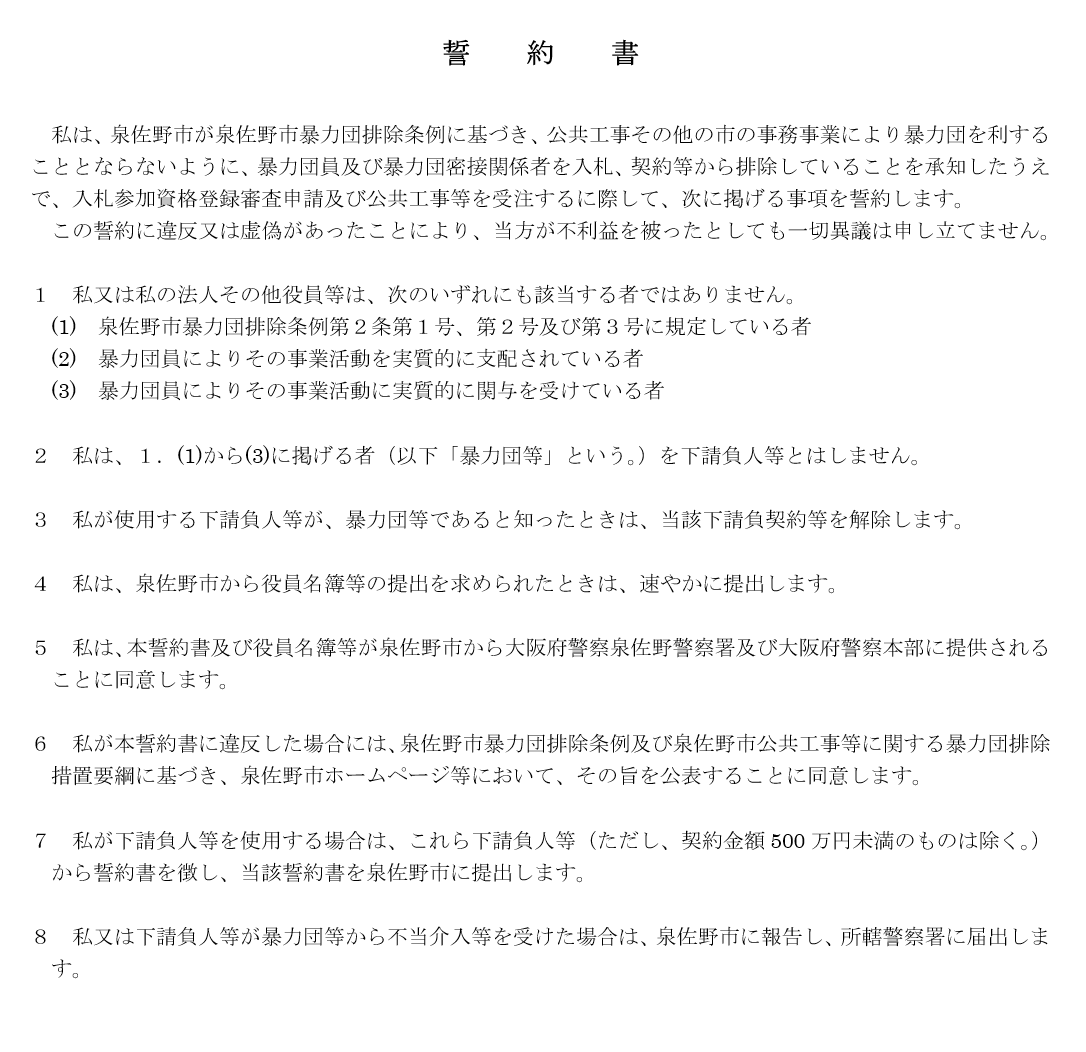 誓　約　書
私は、泉佐野市が泉佐野市暴力団排除条例に基づき、公共工事その他の市の事務事業により暴力団を利する
こととならないように、暴力団員及び暴力団密接関係者を入札、契約等から排除していることを承知したうえ
で、入札参加資格登録審査申請及び公共工事等を受注するに際して、次に掲げる事項を誓約します。
この誓約に違反又は虚偽があったことにより、当方が不利益を被ったとしても一切異議は申し立てません。
１　私又は私の法人その他役員等は、次のいずれにも該当する者ではありません。
(1)　泉佐野市暴力団排除条例第２条第１号、第２号及び第３号に規定している者
(2)　暴力団員によりその事業活動を実質的に支配されている者
(3)　暴力団員によりその事業活動に実質的に関与を受けている者
２　私は、１．(1)から(3)に掲げる者（以下「暴力団等」という。）を下請負人等とはしません。
３　私が使用する下請負人等が、暴力団等であると知ったときは、当該下請負契約等を解除します。
４　私は、泉佐野市から役員名簿等の提出を求められたときは、速やかに提出します。
５　私は、本誓約書及び役員名簿等が泉佐野市から大阪府警察泉佐野警察署及び大阪府警察本部に提供される
ことに同意します。
６　私が本誓約書に違反した場合には、泉佐野市暴力団排除条例及び泉佐野市公共工事等に関する暴力団排除
措置要綱に基づき、泉佐野市ホームページ等において、その旨を公表することに同意します。
７　私が下請負人等を使用する場合は、これら下請負人等（ただし、契約金額 500 万円未満のものは除く。）
から誓約書を徴し、当該誓約書を泉佐野市に提出します。
８　私又は下請負人等が暴力団等から不当介入等を受けた場合は、泉佐野市に報告し、所轄警察署に届出しま
す。